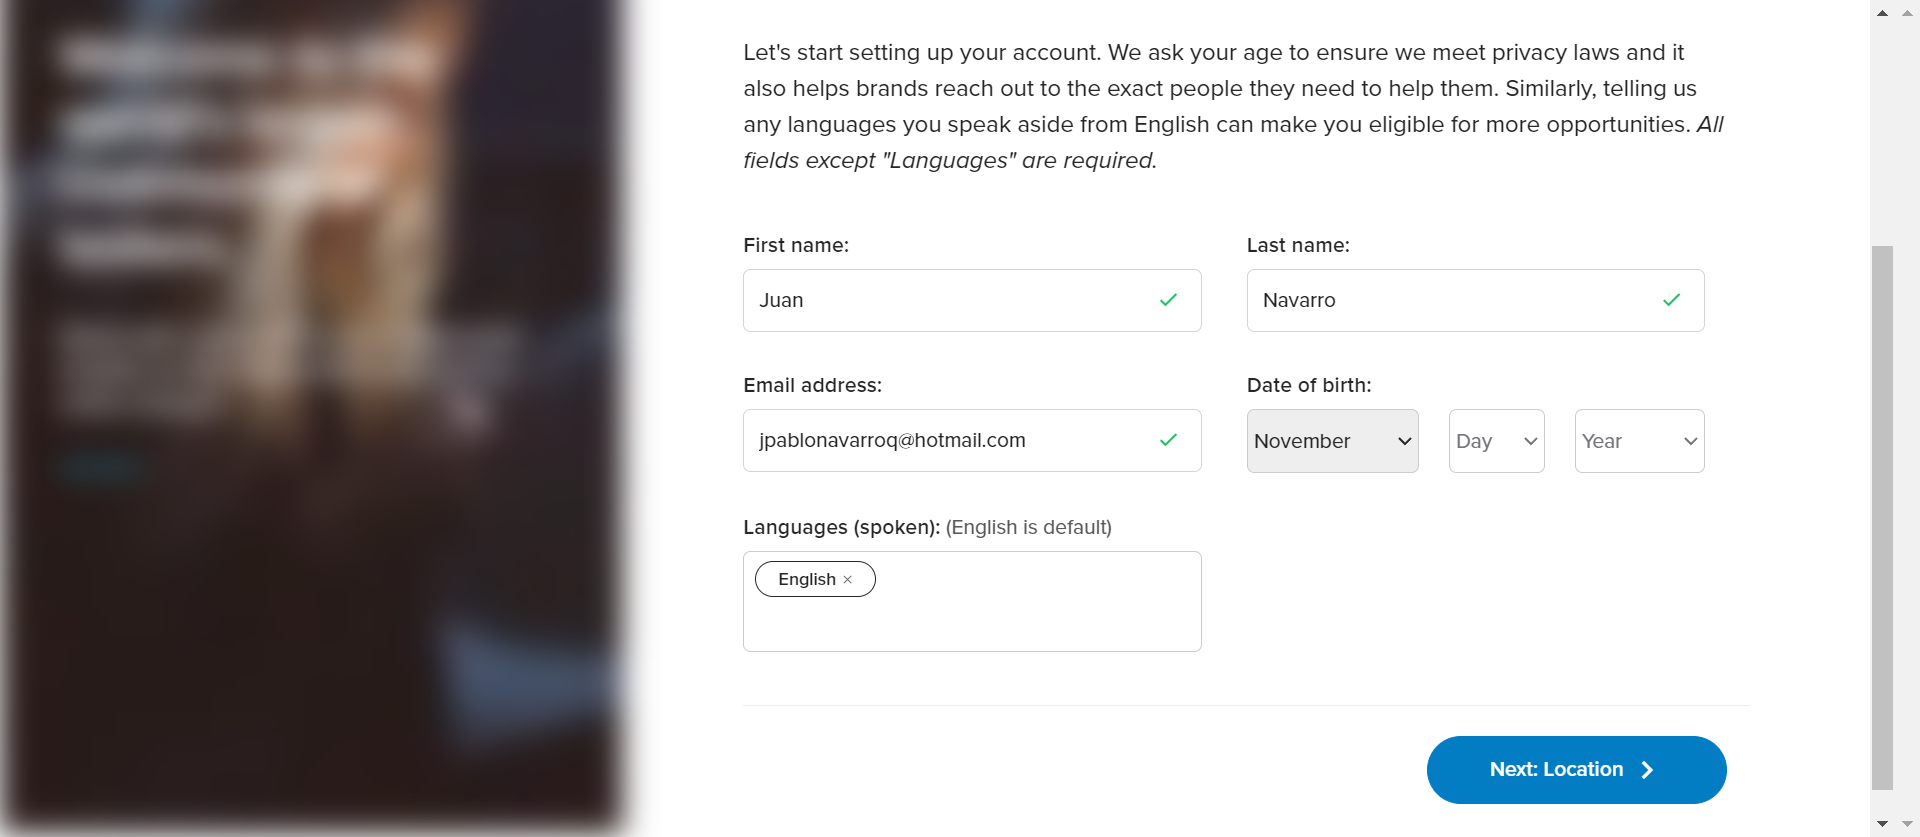 Let's start setting up your account. We ask your age to ensure we meet privacy laws and it
also helps brands reach out to the exact people they need to help them. Similarly, telling us
any languages you speak aside from English can make you eligible for more opportunities. All
fields except "Languages" are required.
First name:
Last name:
Juan
Navarro
Email address:
Date of birth:
jpablonavarroq@hotmail.com
November
Day
Year
Languages (spoken): (English is default)
English ×
Next: Location